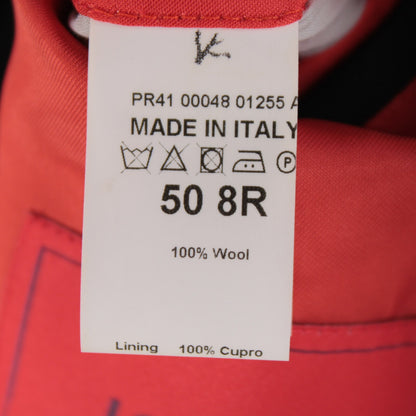 K
PR41 00048 01255 A
MADE IN ITALY
P
50 8R
100% Wool
Lining 100% Cupro